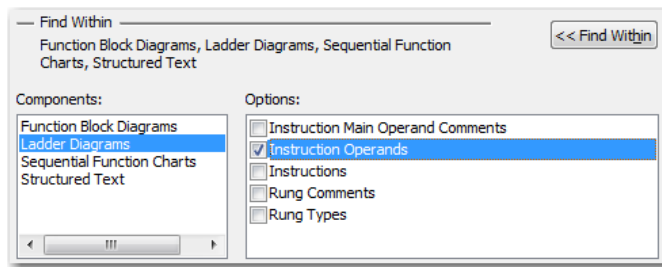 Find Within
<< Find Within
Function Block Diagrams, Ladder Diagrams, Sequential Function
Charts, Structured Text
Components:
Options:
Function Block Diagrams
Ladder Diagrams
Sequential Function Charts
Structured Text
Instruction Main Operand Comments
Instruction Operands
Instructions
Rung Comments
Rung Types